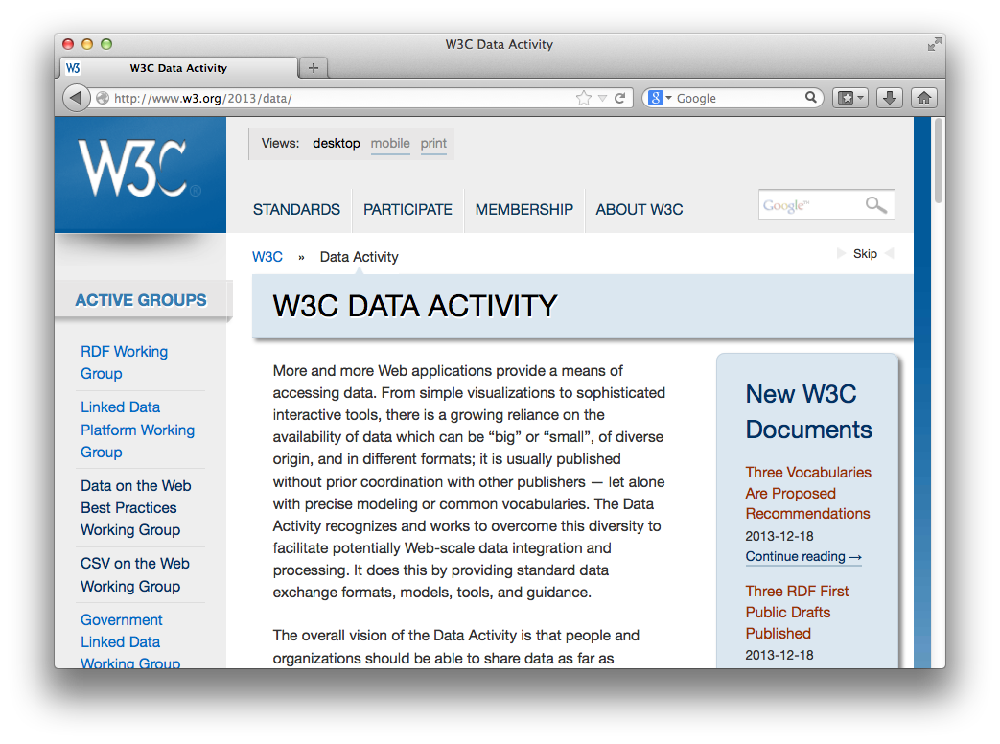 W3C Data Activity
W3C Data Activity
http://www.w3.org/2013/data/
Google
W3C®
Views: desktop mobile print
STANDARDS PARTICIPATE MEMBERSHIP ABOUT W3C
Google™
W3C » Data Activity
Skip
ACTIVE GROUPS
RDF Working
Group
Linked Data
Platform Working
Group
Data on the Web
Best Practices
Working Group
CSV on the Web
Working Group
Government
Linked Data
Working Group
W3C DATA ACTIVITY
More and more Web applications provide a means of
accessing data. From simple visualizations to sophisticated
interactive tools, there is a growing reliance on the
availability of data which can be “big” or “small”, of diverse
origin, and in different formats; it is usually published
without prior coordination with other publishers — let alone
with precise modeling or common vocabularies. The Data
Activity recognizes and works to overcome this diversity to
facilitate potentially Web-scale data integration and
processing. It does this by providing standard data
exchange formats, models, tools, and guidance.
The overall vision of the Data Activity is that people and
organizations should be able to share data as far as
New W3C
Documents
Three Vocabularies
Are Proposed
Recommendations
2013-12-18
Continue reading →
Three RDF First
Public Drafts
Published
2013-12-18